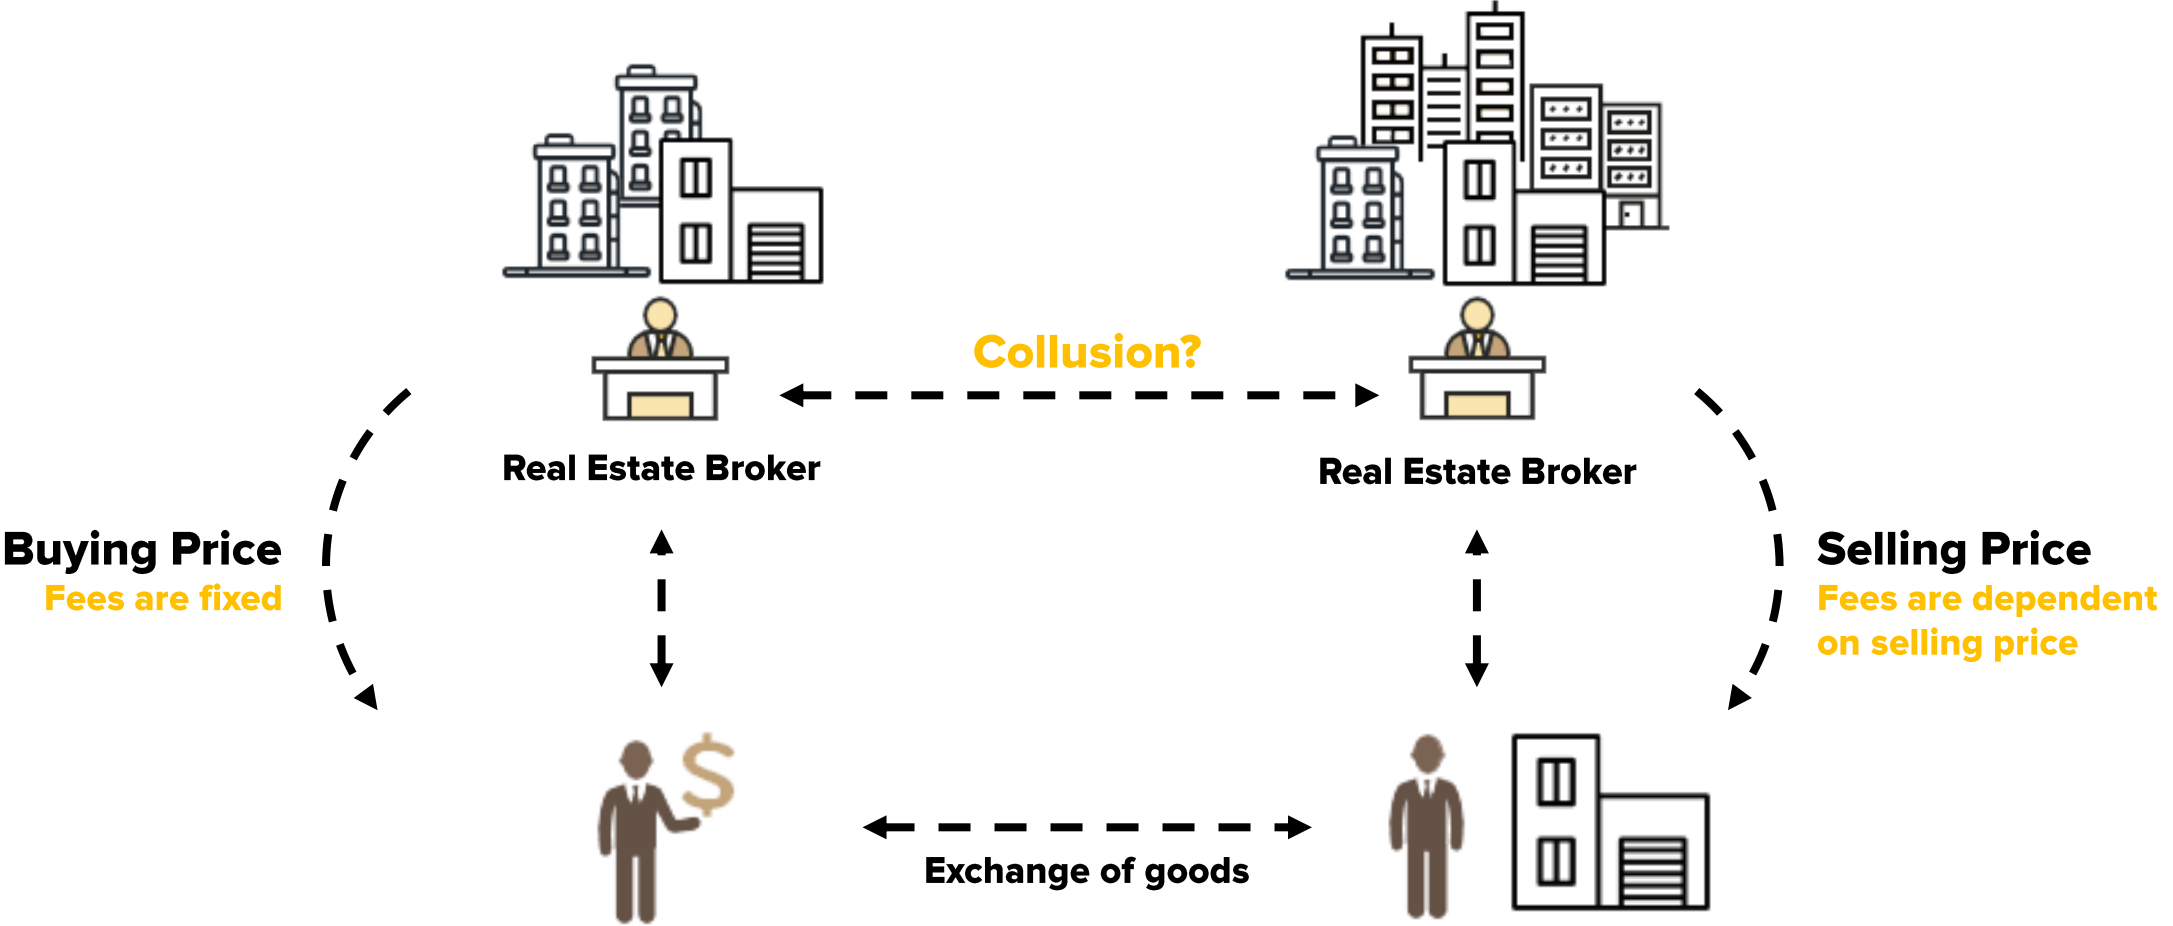 Collusion?
Real Estate Broker
Real Estate Broker
Buying Price
Fees are fixed
Selling Price
Fees are dependent
on selling price
Exchange of goods